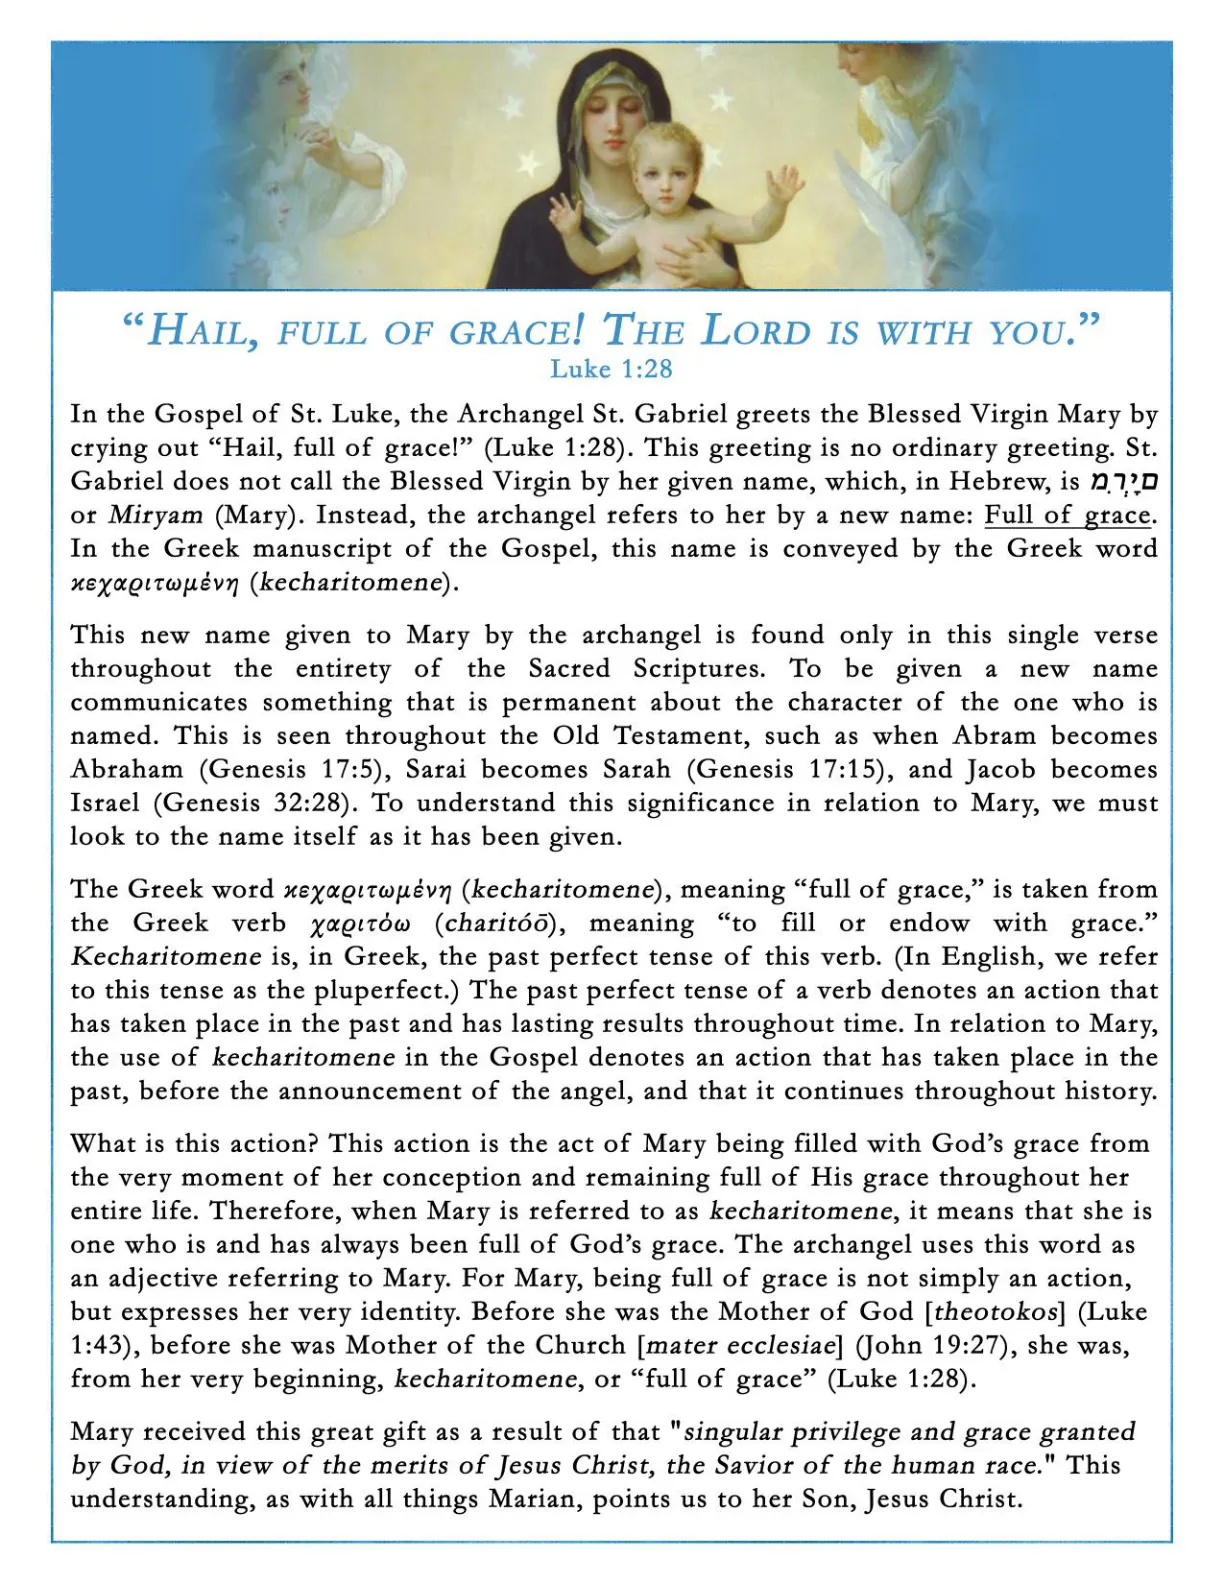 “Hail, full of grace! The Lord is with you.”
Luke 1:28
In the Gospel of St. Luke, the Archangel St. Gabriel greets the Blessed Virgin Mary by
crying out “Hail, full of grace!” (Luke 1:28). This greeting is no ordinary greeting. St.
Gabriel does not call the Blessed Virgin by her given name, which, in Hebrew, is מִרְיָם
or Miryam (Mary). Instead, the archangel refers to her by a new name: Full of grace.
In the Greek manuscript of the Gospel, this name is conveyed by the Greek word
κεχαριτωμένη (kecharitomene).
This new name given to Mary by the archangel is found only in this single verse
throughout the entirety of the Sacred Scriptures. To be given a new name
communicates something that is permanent about the character of the one who is
named. This is seen throughout the Old Testament, such as when Abram becomes
Abraham (Genesis 17:5), Sarai becomes Sarah (Genesis 17:15), and Jacob becomes
Israel (Genesis 32:28). To understand this significance in relation to Mary, we must
look to the name itself as it has been given.
The Greek word κεχαριτωμένη (kecharitomene), meaning “full of grace,” is taken from
the Greek verb χαριτόω (charitóō), meaning “to fill or endow with grace.”
Kecharitomene is, in Greek, the past perfect tense of this verb. (In English, we refer
to this tense as the pluperfect.) The past perfect tense of a verb denotes an action that
has taken place in the past and has lasting results throughout time. In relation to Mary,
the use of kecharitomene in the Gospel denotes an action that has taken place in the
past, before the announcement of the angel, and that it continues throughout history.
What is this action? This action is the act of Mary being filled with God’s grace from
the very moment of her conception and remaining full of His grace throughout her
entire life. Therefore, when Mary is referred to as kecharitomene, it means that she is
one who is and has always been full of God’s grace. The archangel uses this word as
an adjective referring to Mary. For Mary, being full of grace is not simply an action,
but expresses her very identity. Before she was the Mother of God [theotokos] (Luke
1:43), before she was Mother of the Church [mater ecclesiae] (John 19:27), she was,
from her very beginning, kecharitomene, or “full of grace” (Luke 1:28).
Mary received this great gift as a result of that "singular privilege and grace granted
by God, in view of the merits of Jesus Christ, the Savior of the human race." This
understanding, as with all things Marian, points us to her Son, Jesus Christ.